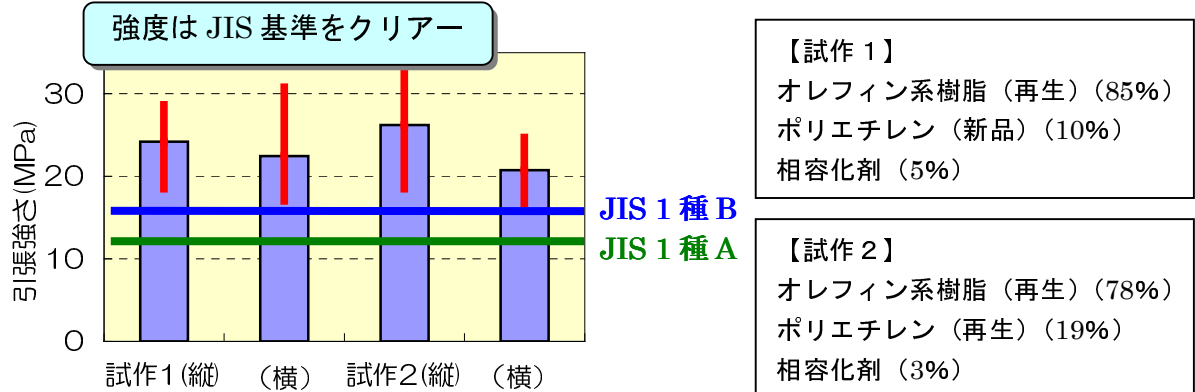 強度は JIS 基準をクリアー
引張強さ(MPa)
30
20
10
0
試作1(縦)
(横)
試作2(縦)
(横)
JIS 1 種 B
JIS 1 種 A
【試作 1】
オレフィン系樹脂（再生）（85%）
ポリエチレン（新品）（10%）
相容化剤（5%）
【試作 2】
オレフィン系樹脂（再生）（78%）
ポリエチレン（再生）（19%）
相容化剤（3%）